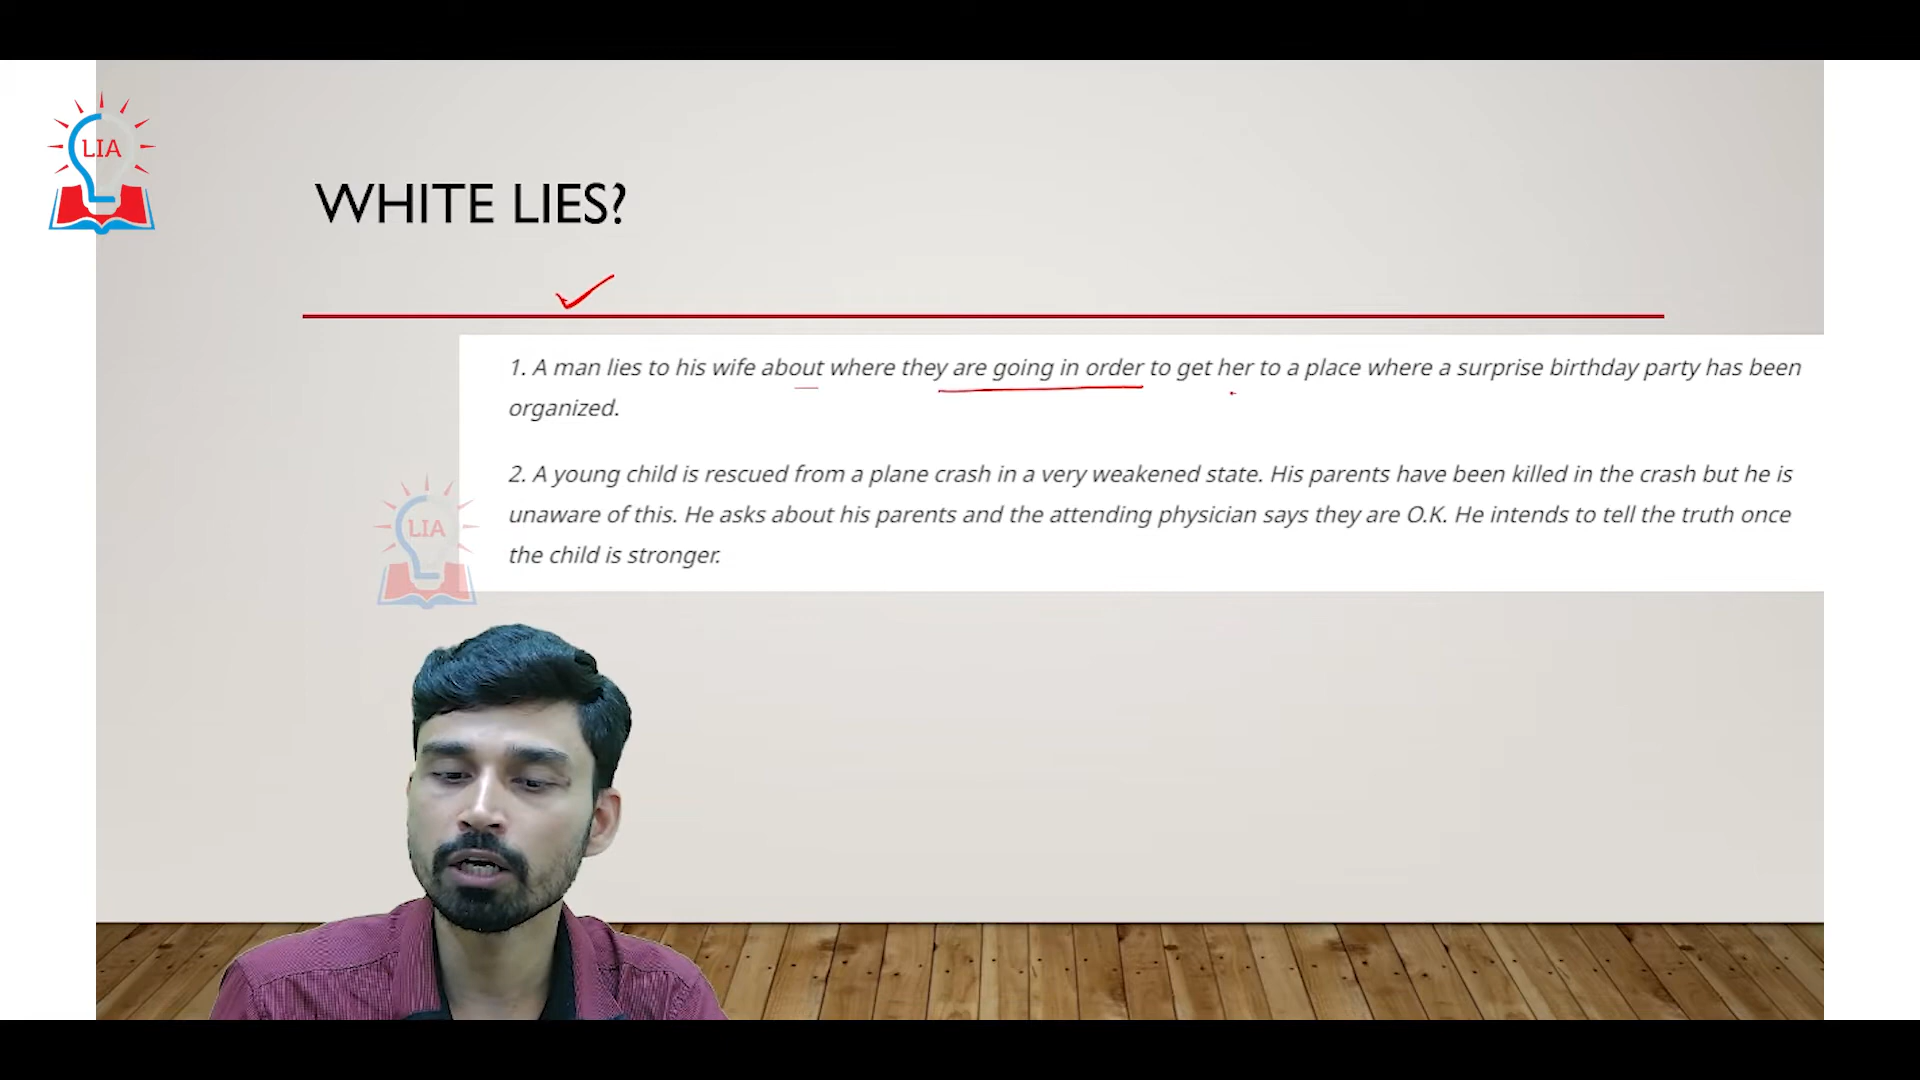 LIA
WHITE LIES?
1. A man lies to his wife about where they are going in order to get her to a place where a surprise birthday party has been
organized.
2. A young child is rescued from a plane crash in a very weakened state. His parents have been killed in the crash but he is
unaware of this. He asks about his parents and the attending physician says they are O.K. He intends to tell the truth once
the child is stronger.
LIA